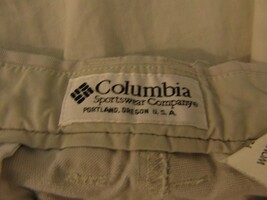 Columbia
Sportswear Company®
PORTLAND, OREGON U.S.A.